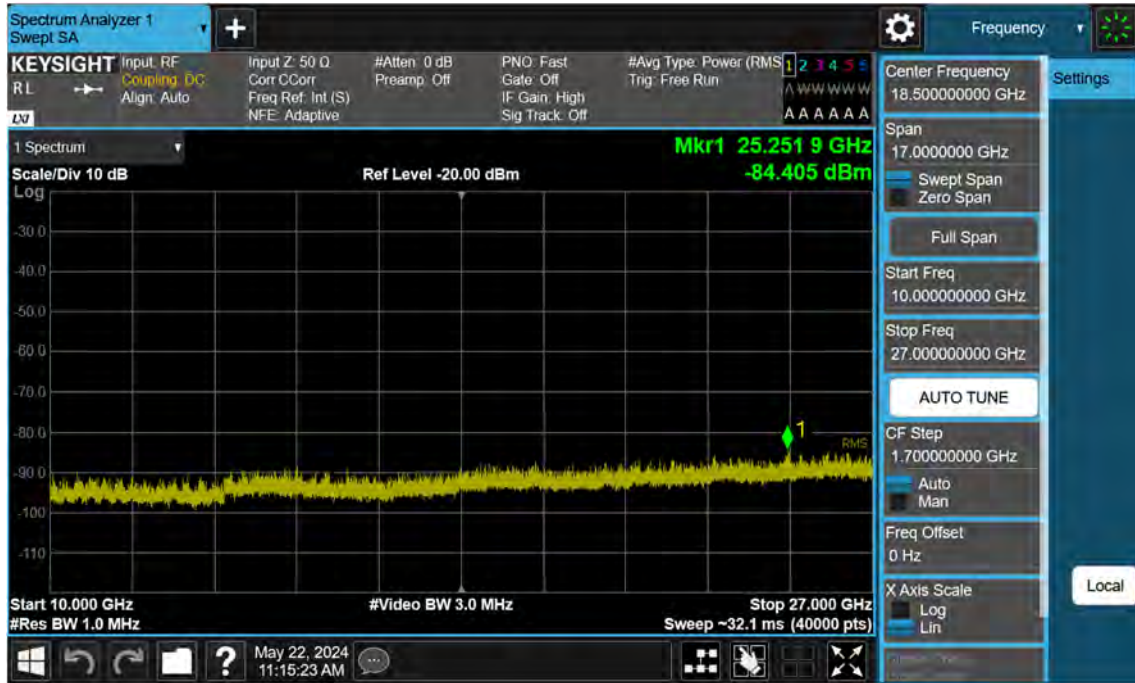 Spectrum Analyzer 1
Swept SA
+
Frequency
KEYSIGHT
RL
LXI
Input: RF
Coupling: DC
Align: Auto
Input Z: 50 Ω
Corr CCorr
Freq Ref: Int (S)
NFE: Adaptive
#Atten: 0 dB
Preamp: Off
PNO: Fast
Gate: Off
IF Gain: High
Sig Track: Off
#Avg Type: Power (RMS
Trig: Free Run
1 2 3 4 5 6
A W W W W W
A A A A A A
1 Spectrum
Mkr1 25.251 9 GHz
-84.405 dBm
Scale/Div 10 dB
Ref Level -20.00 dBm
Log
-30.0
-40.0
-50.0
-60.0
-70.0
-80.0
-90.0
-100
-110
1
RMS
Start 10.000 GHz
#Video BW 3.0 MHz
Stop 27.000 GHz
#Res BW 1.0 MHz
Sweep ~32.1 ms (40000 pts)
Center Frequency
18.500000000 GHz
Settings
Span
17.0000000 GHz
Swept Span
Zero Span
Full Span
Start Freq
10.000000000 GHz
Stop Freq
27.000000000 GHz
AUTO TUNE
CF Step
1.700000000 GHz
Auto
Man
Freq Offset
0 Hz
X Axis Scale
Log
Lin
Local
?
May 22, 2024
11:15:23 AM